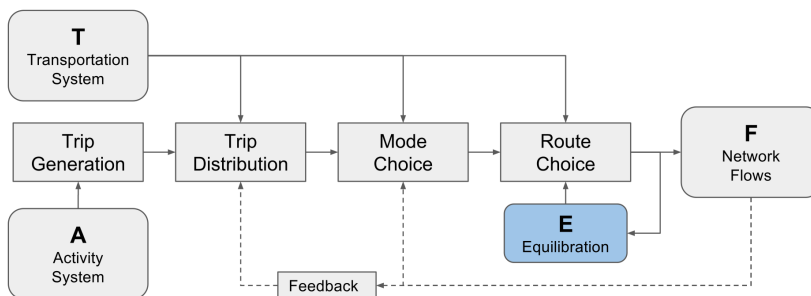 T
Transportation
System
Trip
Generation
Trip
Distribution
Mode
Choice
Route
Choice
F
Network
Flows
A
Activity
System
E
Equilibration
Feedback